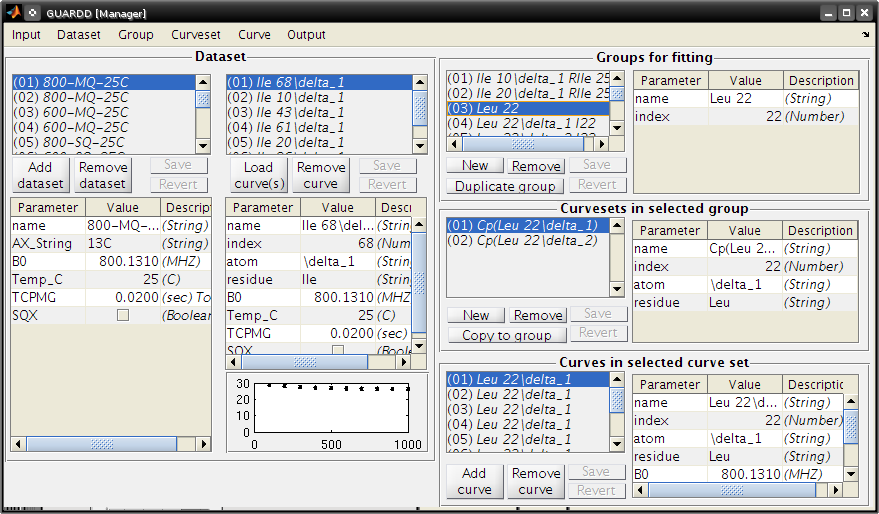 GUARDD [Manager]
Input Dataset Group Curveset Curve Output
Dataset
(01) 800-MQ-25C
(02) 800-MQ-25C
(03) 600-MQ-25C
(04) 600-MQ-25C
(05) 800-SQ-25C
Add dataset
Remove dataset
Save
Revert
Parameter Value Descript
name 800-MQ-... (String)
AX_String 13C (String)
B0 800.1310 (MHZ)
Temp_C 25 (C)
TCPMG 0.0200 (sec) To
SQX (Boolean
(01) Ile 68\delta_1
(02) Ile 10\delta_1
(03) Ile 43\delta_1
(04) Ile 61\delta_1
(05) Ile 20\delta_1
Load curve(s)
Remove curve
Save
Revert
Parameter Value Descri
name Ile 68\del... (String
index 68 (Num
atom \delta_1 (String
residue Ile (String
B0 800.1310 (MHZ
Temp_C 25 (C)
TCPMG 0.0200 (sec)
SQX (Boole
30
20
10
0
0 500 1000
Groups for fitting
(01) Ile 10\delta_1 RIle 25
(02) Ile 20\delta_1 RIle 25
(03) Leu 22
(04) Leu 22\delta_1 I22
New Remove Save
Duplicate group Revert
Parameter Value Description
name Leu 22 (String)
index 22 (Number)
Curvesets in selected group
(01) Cp(Leu 22\delta_1)
(02) Cp(Leu 22\delta_2)
New Remove Save
Copy to group Revert
Parameter Value Description
name Cp(Leu 2... (String)
index 22 (Number)
atom \delta_1 (String)
residue Leu (String)
Curves in selected curve set
(01) Leu 22\delta_1
(02) Leu 22\delta_1
(03) Leu 22\delta_1
(04) Leu 22\delta_1
(05) Leu 22\delta_1
Add curve
Remove curve
Save
Revert
Parameter Value Descriptic
name Leu 22\d... (String)
index 22 (Number)
atom \delta_1 (String)
residue Leu (String)
B0 800.1310 (MHZ)